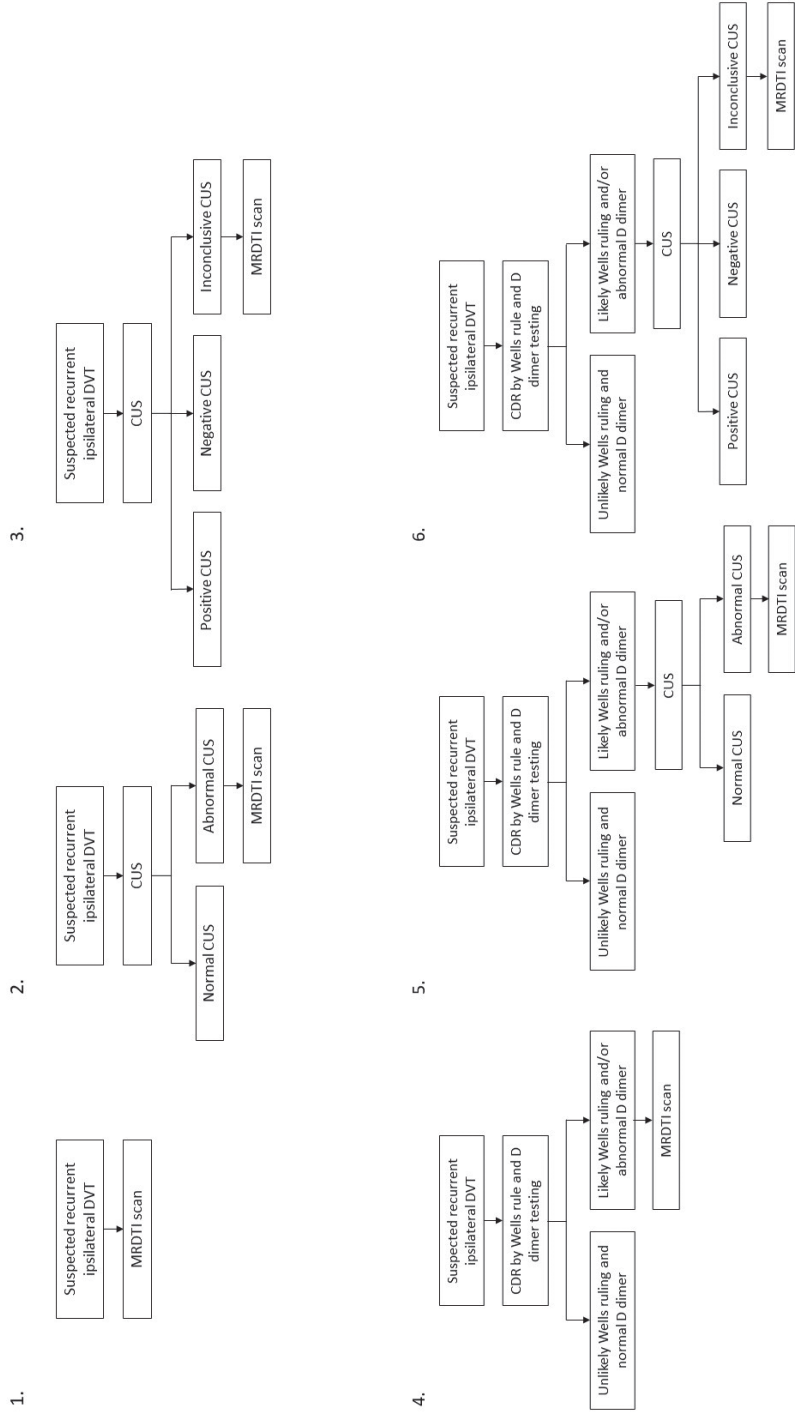 1.
Suspected recurrent
ipsilateral DVT
MRDTI scan
2.
Suspected recurrent
ipsilateral DVT
CUS
Normal CUS
Abnormal CUS
MRDTI scan
3.
Suspected recurrent
ipsilateral DVT
CUS
Positive CUS
Negative CUS
Inconclusive CUS
MRDTI scan
4.
Suspected recurrent
ipsilateral DVT
CDR by Wells rule and D
dimer testing
Unlikely Wells ruling and
normal D dimer
Likely Wells ruling and/or
abnormal D dimer
MRDTI scan
5.
Suspected recurrent
ipsilateral DVT
CDR by Wells rule and D
dimer testing
Unlikely Wells ruling and
normal D dimer
Likely Wells ruling and/or
abnormal D dimer
CUS
Normal CUS
Abnormal CUS
MRDTI scan
6.
Suspected recurrent
ipsilateral DVT
CDR by Wells rule and D
dimer testing
Unlikely Wells ruling and
normal D dimer
Likely Wells ruling and/or
abnormal D dimer
CUS
Positive CUS
Negative CUS
Inconclusive CUS
MRDTI scan